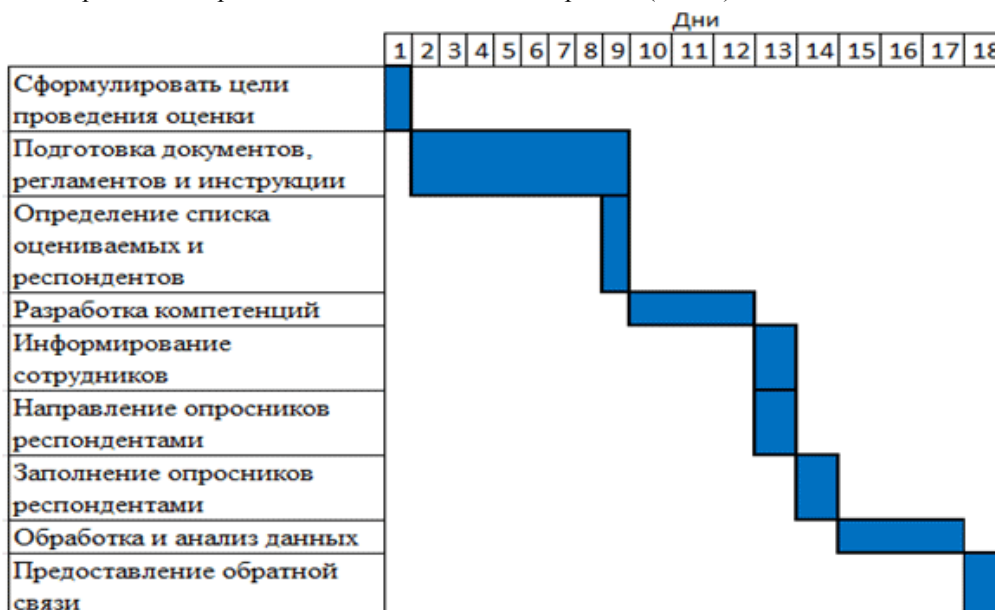 Дни
1 2 3 4 5 6 7 8 9 10 11 12 13 14 15 16 17 18
Сформулировать цели
проведения оценки
Подготовка документов,
регламентов и инструкции
Определение списка
оцениваемых и
респондентов
Разработка компетенций
Информирование
сотрудников
Направление опросников
респондентами
Заполнение опросников
респондентами
Обработка и анализ данных
Предоставление обратной
связи